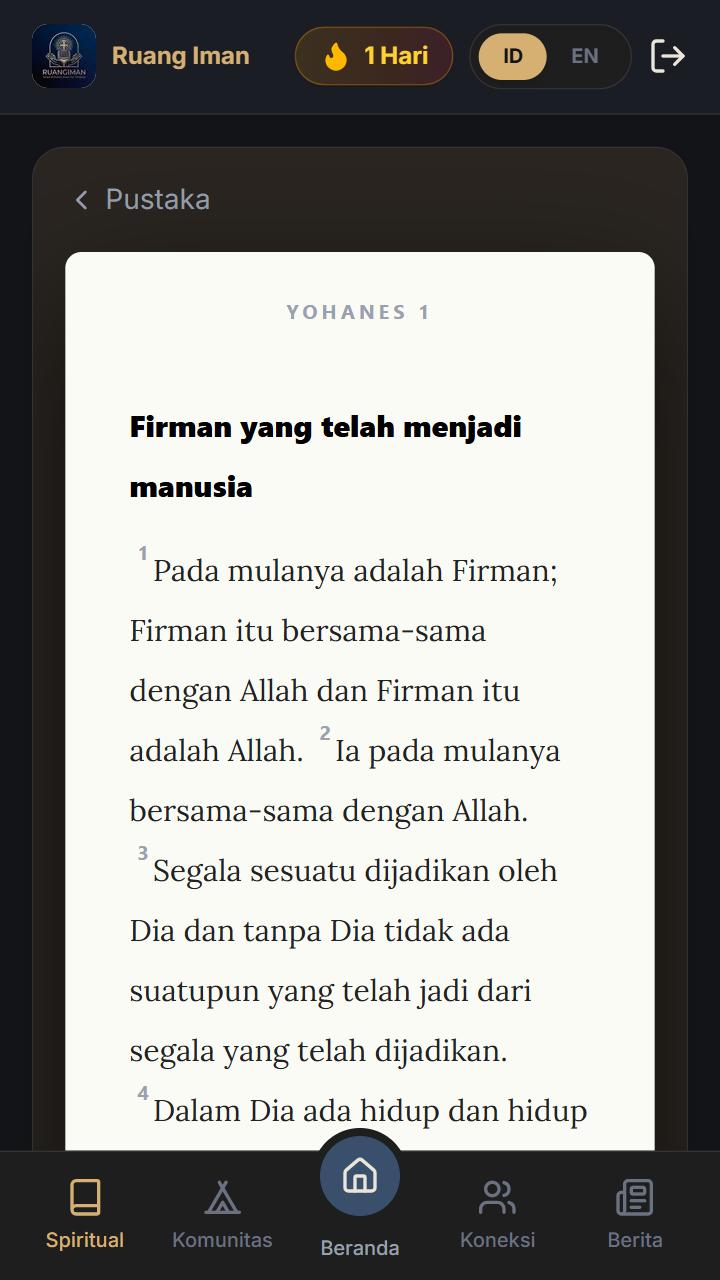 RUANGIMAN
Ruang Iman
1 Hari
ID
EN
Pustaka
YOHANES 1
Firman yang telah menjadi
manusia
1 Pada mulanya adalah Firman;
Firman itu bersama-sama
dengan Allah dan Firman itu
adalah Allah. 2 Ia pada mulanya
bersama-sama dengan Allah.
3 Segala sesuatu dijadikan oleh
Dia dan tanpa Dia tidak ada
suatupun yang telah jadi dari
segala yang telah dijadikan.
4 Dalam Dia ada hidup dan hidup
Spiritual
Komunitas
Beranda
Koneksi
Berita